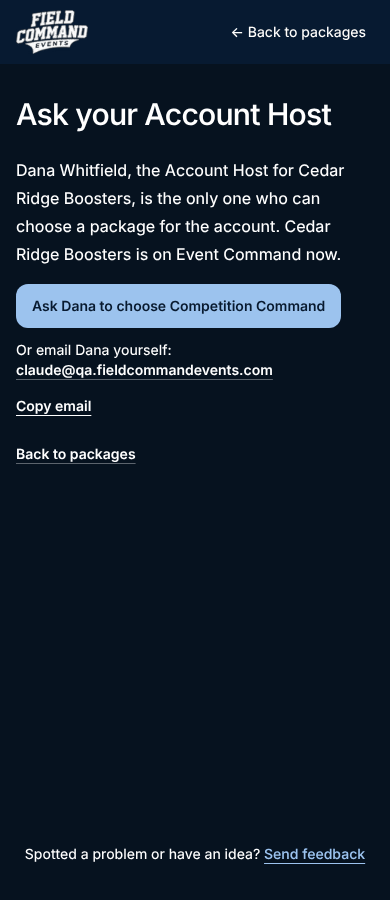 FIELD
COMMAND
EVENTS
← Back to packages
Ask your Account Host
Dana Whitfield, the Account Host for Cedar
Ridge Boosters, is the only one who can
choose a package for the account. Cedar
Ridge Boosters is on Event Command now.
Ask Dana to choose Competition Command
Or email Dana yourself:
claude@qa.fieldcommandevents.com
Copy email
Back to packages
Spotted a problem or have an idea? Send feedback